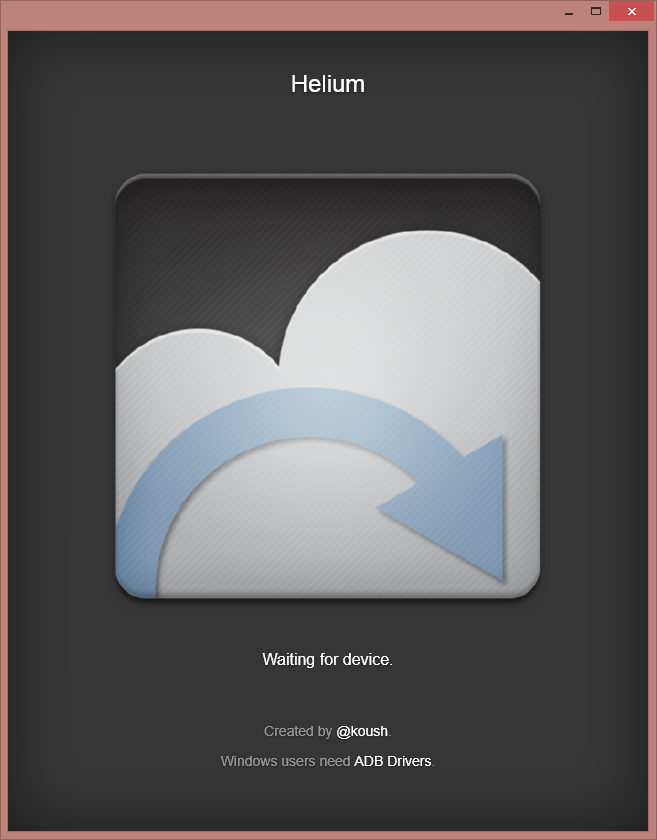 Helium
Waiting for device.
Created by @koush.
Windows users need ADB Drivers.